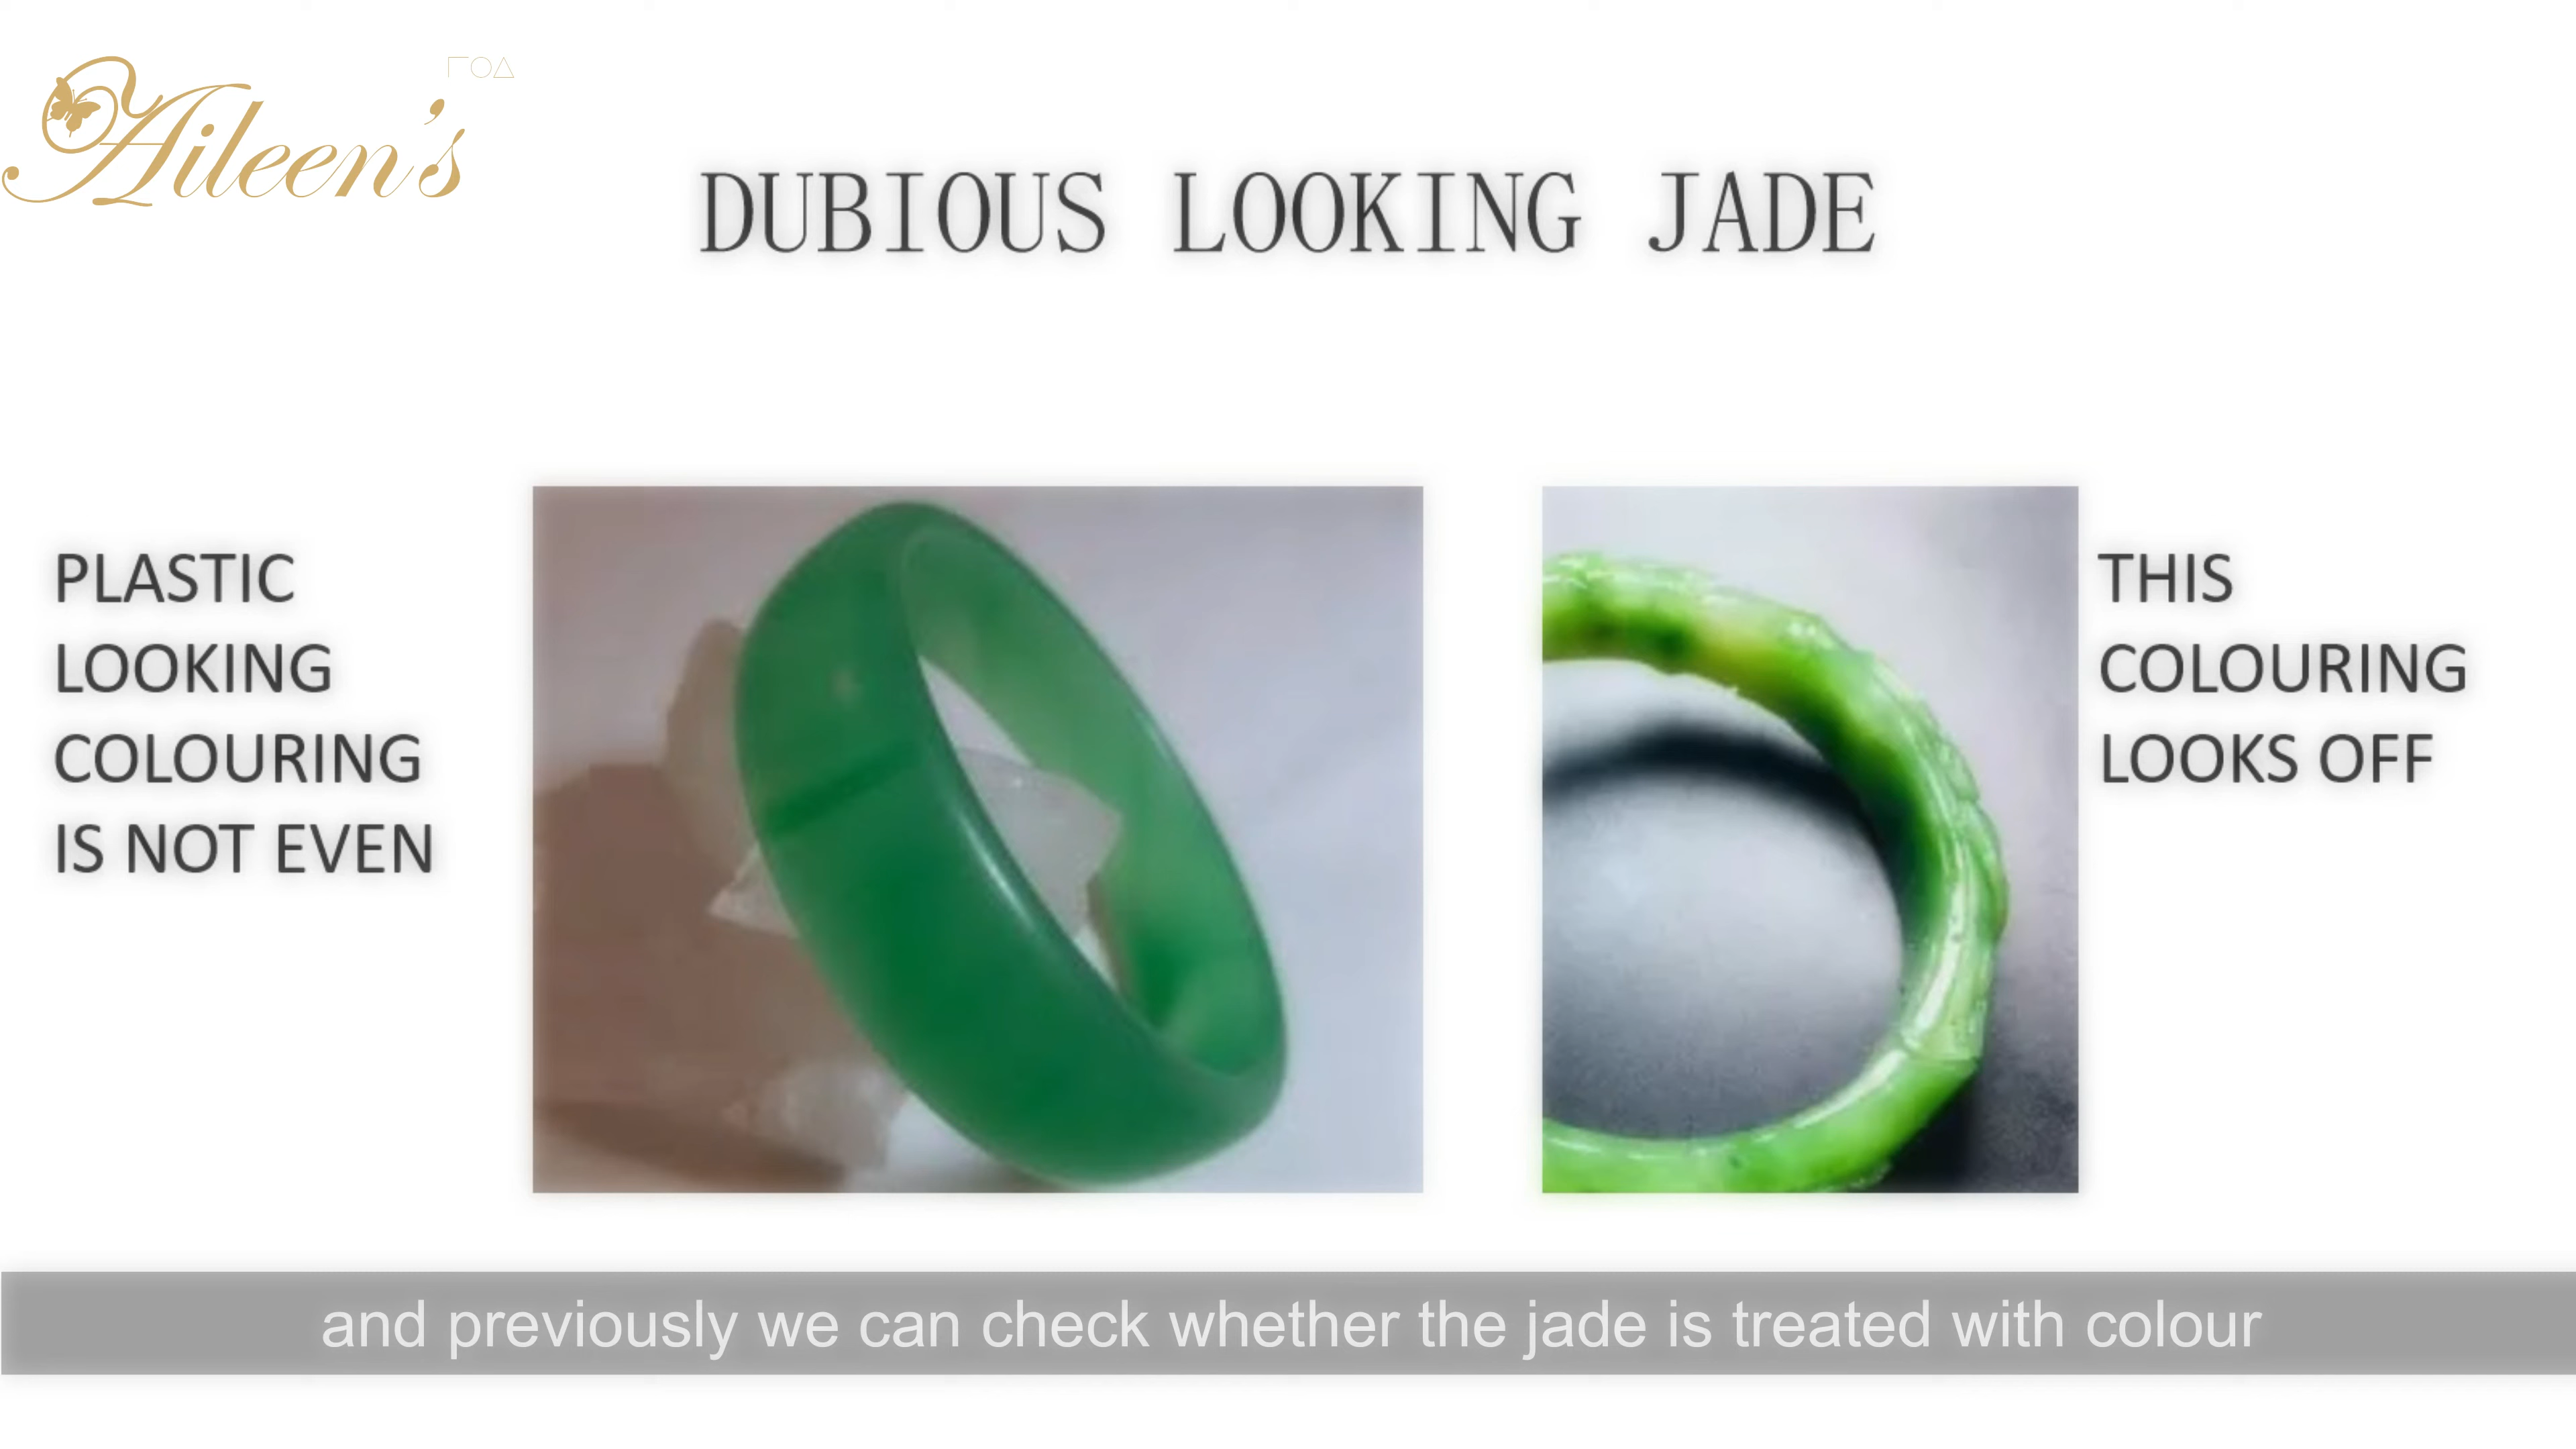 Aileen's
DUBIOUS LOOKING JADE
PLASTIC
LOOKING
COLOURING
IS NOT EVEN
THIS
COLOURING
LOOKS OFF
and previously we can check whether the jade is treated with colour